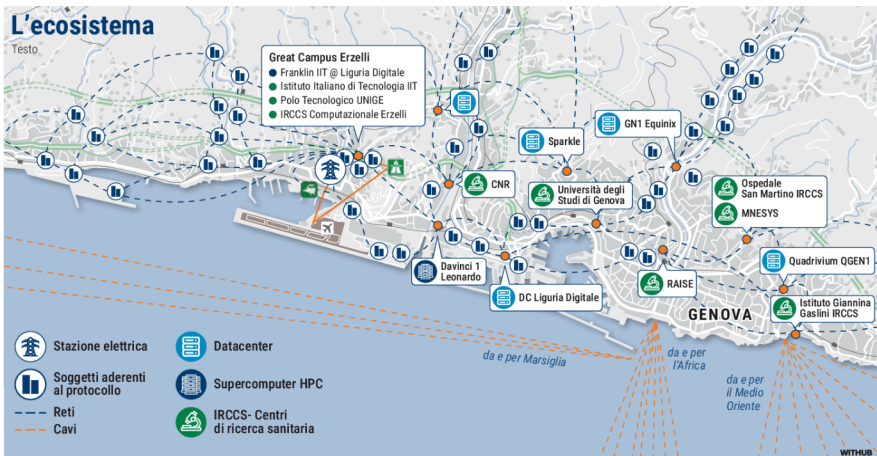 L'ecosistema
Testo
Great Campus Erzelli
Franklin IIT @ Liguria Digitale
Istituto Italiano di Tecnologia IIT
Polo Tecnologico UNIGE
IRCCS Computazionale Erzelli
GN1 Equinix
Sparkle
CNR
Università degli
Studi di Genova
Ospedale
San Martino IRCCS
MNESYS
Davinci 1
Leonardo
DC Liguria Digitale
RAISE
Quadrivium QGEN1
Istituto Giannina
Gaslini IRCCS
GENOVA
da e per Marsiglia
da e per
l'Africa
da e per
il Medio
Oriente
Stazione elettrica
Soggetti aderenti
al protocollo
Reti
Cavi
Datacenter
Supercomputer HPC
IRCCS- Centri
di ricerca sanitaria
WITHUB